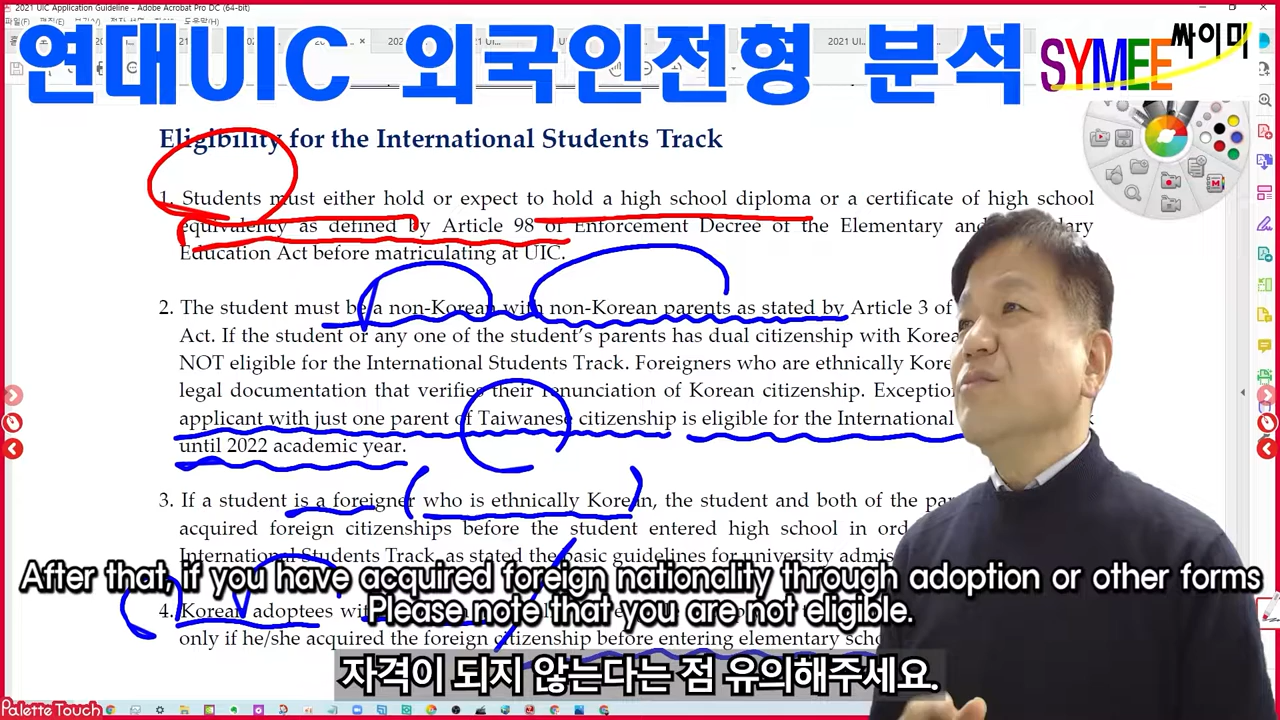 2021 UIC Application Guideline - Adobe Acrobat Pro DC (64-bit)
연대UIC 외국인전형 분석
SYMEE 싸이미
Eligibility for the International Students Track
1. Students must either hold or expect to hold a high school diploma or a certificate of high school
equivalency as defined by Article 98 of Enforcement Decree of the Elementary and
Education Act before matriculating at UIC.
2. The student must be a non-Korean with non-Korean parents as stated by Article 3 of
Act. If the student or any one of the student's parents has dual citizenship with
NOT eligible for the International Students Track. Foreigners who are ethnically
legal documentation that verifies their renunciation of Korean citizenship.
applicant with just one parent of Taiwanese citizenship is eligible for the International
until 2022 academic year.
3. If a student is a foreigner who is ethnically Korean, the student and both of the
acquired foreign citizenships before the student entered high school in
International Students Track, as stated the basic guidelines for university
After that, if you have acquired foreign nationality through adoption or other forms
Please note that you are not eligible.
4. Korean adoptees
only if he/she acquired the foreign citizenship before entering elementary
자격이 되지 않는다는 점 유의해주세요.
Palette Touch